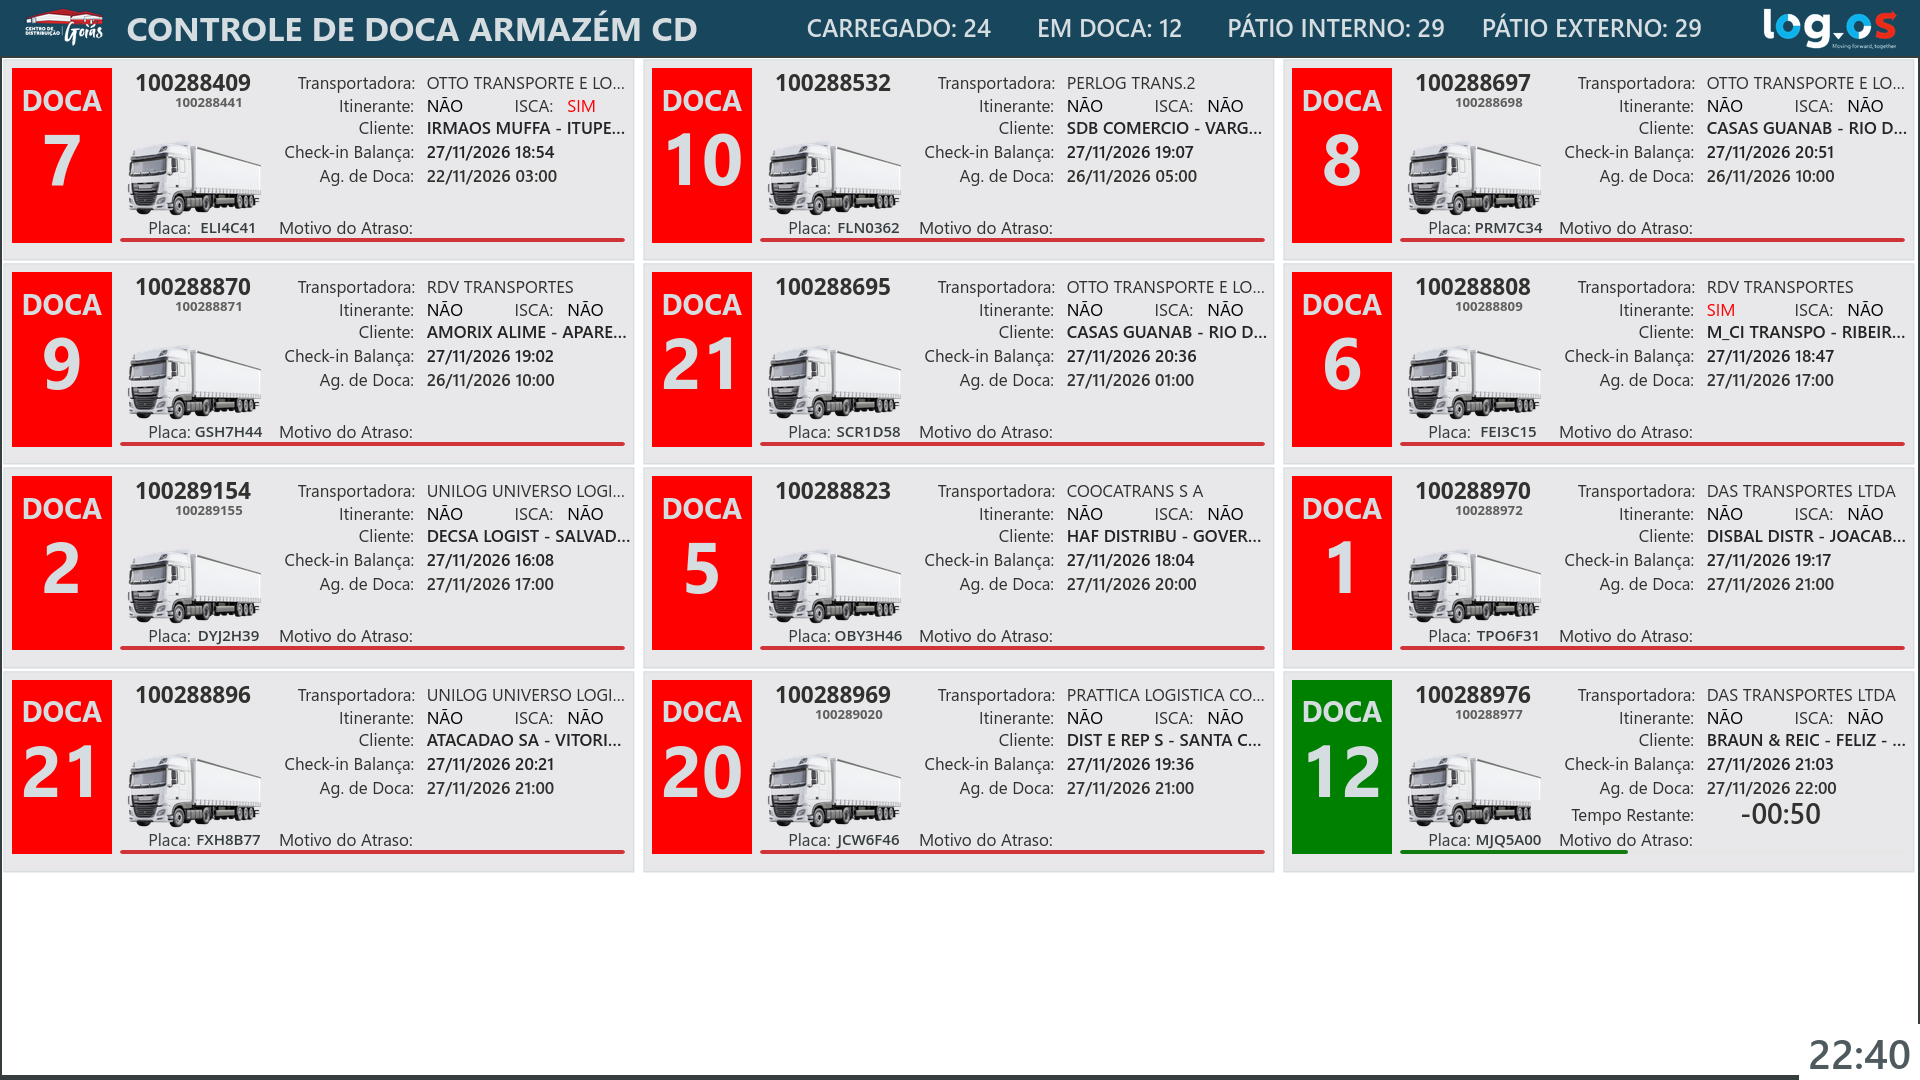 CENTRO DE DISTRIBUIÇÃO Goiás
CONTROLE DE DOCA ARMAZÉM CD
CARREGADO: 24 EM DOCA: 12 PÁTIO INTERNO: 29 PÁTIO EXTERNO: 29
log.os
Moving forward, together
DOCA
7
100288409
100288441
Transportadora: OTTO TRANSPORTE E LO...
Itinerante: NÃO ISCA: SIM
Cliente: IRMAOS MUFFA - ITUPE...
Check-in Balança: 27/11/2026 18:54
Ag. de Doca: 22/11/2026 03:00
Placa: ELI4C41 Motivo do Atraso:
DOCA
10
100288532
Transportadora: PERLOG TRANS.2
Itinerante: NÃO ISCA: NÃO
Cliente: SDB COMERCIO - VARG...
Check-in Balança: 27/11/2026 19:07
Ag. de Doca: 26/11/2026 05:00
Placa: FLN0362 Motivo do Atraso:
DOCA
8
100288697
100288698
Transportadora: OTTO TRANSPORTE E LO...
Itinerante: NÃO ISCA: NÃO
Cliente: CASAS GUANAB - RIO D...
Check-in Balança: 27/11/2026 20:51
Ag. de Doca: 26/11/2026 10:00
Placa: PRM7C34 Motivo do Atraso:
DOCA
9
100288870
100288871
Transportadora: RDV TRANSPORTES
Itinerante: NÃO ISCA: NÃO
Cliente: AMORIX ALIME - APARE...
Check-in Balança: 27/11/2026 19:02
Ag. de Doca: 26/11/2026 10:00
Placa: GSH7H44 Motivo do Atraso:
DOCA
21
100288695
Transportadora: OTTO TRANSPORTE E LO...
Itinerante: NÃO ISCA: NÃO
Cliente: CASAS GUANAB - RIO D...
Check-in Balança: 27/11/2026 20:36
Ag. de Doca: 27/11/2026 01:00
Placa: SCR1D58 Motivo do Atraso:
DOCA
6
100288808
100288809
Transportadora: RDV TRANSPORTES
Itinerante: SIM ISCA: NÃO
Cliente: M_CI TRANSPO - RIBEIR...
Check-in Balança: 27/11/2026 18:47
Ag. de Doca: 27/11/2026 17:00
Placa: FEI3C15 Motivo do Atraso:
DOCA
2
100289154
100289155
Transportadora: UNILOG UNIVERSO LOGI...
Itinerante: NÃO ISCA: NÃO
Cliente: DECSA LOGIST - SALVAD...
Check-in Balança: 27/11/2026 16:08
Ag. de Doca: 27/11/2026 17:00
Placa: DYJ2H39 Motivo do Atraso:
DOCA
5
100288823
Transportadora: COOCATRANS S A
Itinerante: NÃO ISCA: NÃO
Cliente: HAF DISTRIBU - GOVER...
Check-in Balança: 27/11/2026 18:04
Ag. de Doca: 27/11/2026 20:00
Placa: OBY3H46 Motivo do Atraso:
DOCA
1
100288970
100288972
Transportadora: DAS TRANSPORTES LTDA
Itinerante: NÃO ISCA: NÃO
Cliente: DISBAL DISTR - JOACAB...
Check-in Balança: 27/11/2026 19:17
Ag. de Doca: 27/11/2026 21:00
Placa: TPO6F31 Motivo do Atraso:
DOCA
21
100288896
Transportadora: UNILOG UNIVERSO LOGI...
Itinerante: NÃO ISCA: NÃO
Cliente: ATACADAO SA - VITORI...
Check-in Balança: 27/11/2026 20:21
Ag. de Doca: 27/11/2026 21:00
Placa: FXH8B77 Motivo do Atraso:
DOCA
20
100288969
100289020
Transportadora: PRATTICA LOGISTICA CO...
Itinerante: NÃO ISCA: NÃO
Cliente: DIST E REP S - SANTA C...
Check-in Balança: 27/11/2026 19:36
Ag. de Doca: 27/11/2026 21:00
Placa: JCW6F46 Motivo do Atraso:
DOCA
12
100288976
100288977
Transportadora: DAS TRANSPORTES LTDA
Itinerante: NÃO ISCA: NÃO
Cliente: BRAUN & REIC - FELIZ - ...
Check-in Balança: 27/11/2026 21:03
Ag. de Doca: 27/11/2026 22:00
Tempo Restante: -00:50
Placa: MJQ5A00 Motivo do Atraso:
22:40